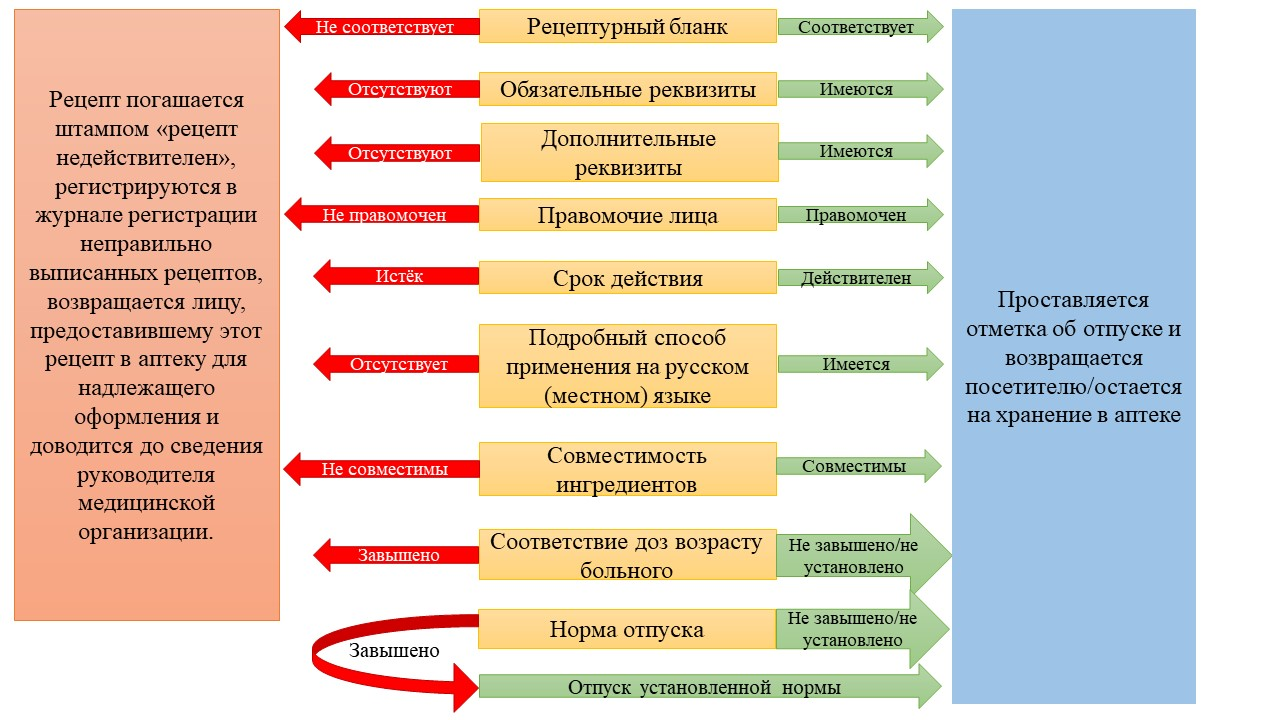 Рецепт погашается
штампом «рецепт
недействителен»,
регистрируются в
журнале регистрации
неправильно
выписанных рецептов,
возвращается лицу,
предоставившему этот
рецепт в аптеку для
надлежащего
оформления и
доводится до сведения
руководителя
медицинской
организации.
Не соответствует
Рецептурный бланк
Соответствует
Отсутствуют
Обязательные реквизиты
Имеются
Отсутствуют
Дополнительные
реквизиты
Имеются
Не правомочен
Правомочие лица
Правомочен
Истёк
Срок действия
Действителен
Отсутствует
Подробный способ
применения на русском
(местном) языке
Имеется
Не совместимы
Совместимость
ингредиентов
Совместимы
Завышено
Соответствие доз возрасту
больного
Не завышено/не
установлено
Завышено
Норма отпуска
Не завышено/не
установлено
Отпуск установленной нормы
Проставляется
отметка об отпуске и
возвращается
посетителю/остается
на хранение в аптеке